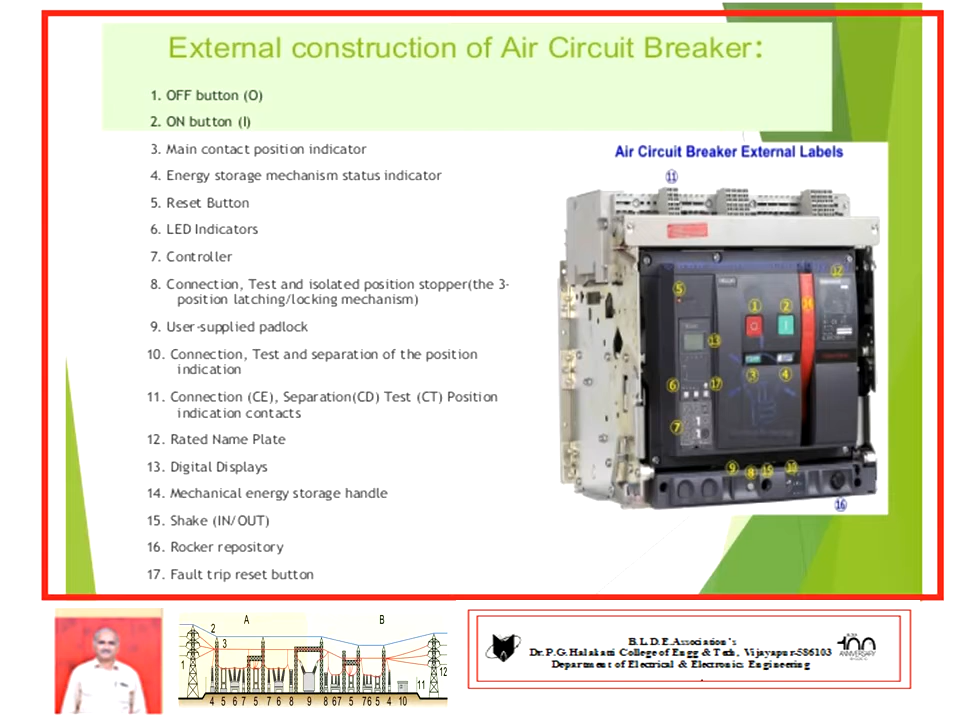 External construction of Air Circuit Breaker:
1. OFF button (O)
2. ON button (I)
3. Main contact position indicator
4. Energy storage mechanism status indicator
5. Reset Button
6. LED Indicators
7. Controller
8. Connection, Test and isolated position stopper(the 3-
position latching/locking mechanism)
9. User-supplied padlock
10. Connection, Test and separation of the position
indication
11. Connection (CE), Separation(CD) Test (CT) Position
indication contacts
12. Rated Name Plate
13. Digital Displays
14. Mechanical energy storage handle
15. Shake (IN/OUT)
16. Rocker repository
17. Fault trip reset button
Air Circuit Breaker External Labels
11
12
5
1
2
14
13
3
4
6
17
7
9
8
15
10
16
A
B
2
3
1
12
11
4 5 6 7 5 7 6 8 9 8 67 5 76 5 4 10
B.L.D.E.Association's
Dr.P.G.Halakati College of Engg & Tech, Vijayapur-586103
Department of Electrical & Electronics Engineering
100
ANNIVERSARY